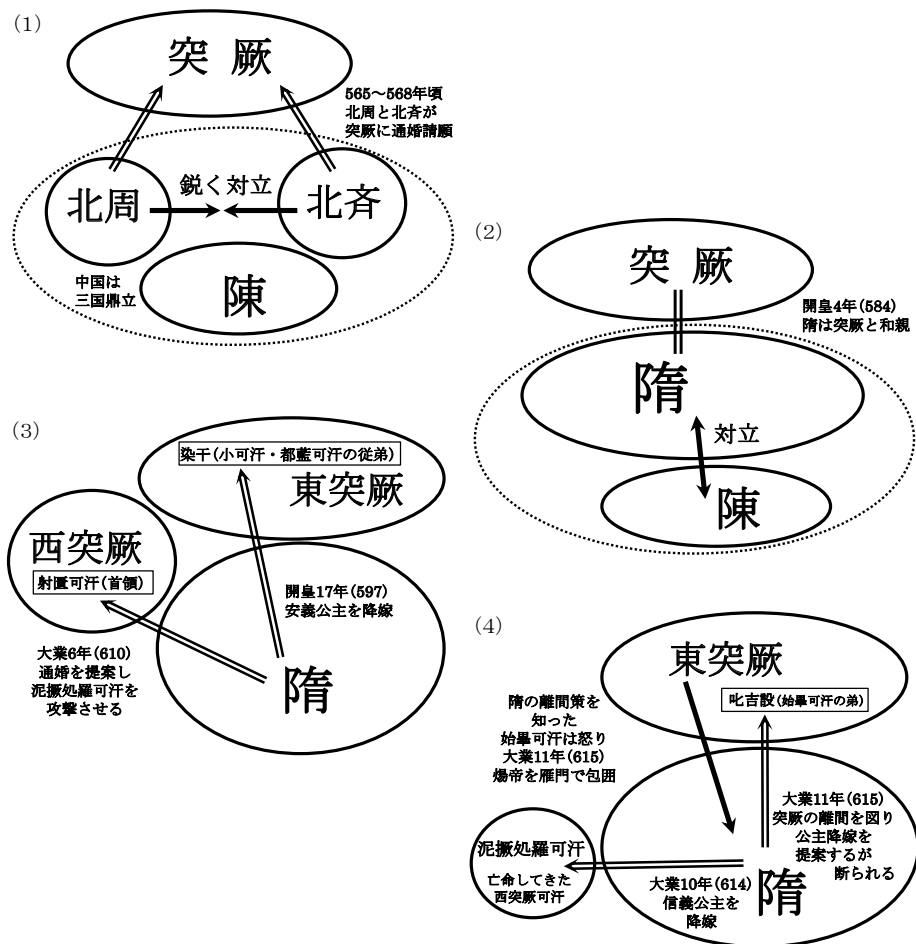 (1)
突 厥
565～568年頃
北周と北斉が
突厥に通婚請願
北周
鋭く対立
北斉
中国は
三国鼎立
陳
(2)
突 厥
開皇4年(584)
隋は突厥と和親
隋
対立
陳
(3)
染干(小可汗・都藍可汗の従弟)
東突厥
西突厥
射匱可汗(首領)
開皇17年(597)
安義公主を降嫁
大業6年(610)
通婚を提案し
泥撅処羅可汗を
攻撃させる
隋
(4)
東突厥
叱吉設(始畢可汗の弟)
隋の離間策を
知った
始畢可汗は怒り
大業11年(615)
煬帝を雁門で包囲
大業11年(615)
突厥の離間を図り
公主降嫁を
提案するが
断られる
泥撅処羅可汗
亡命してきた
西突厥可汗
大業10年(614)
信義公主を
降嫁
隋